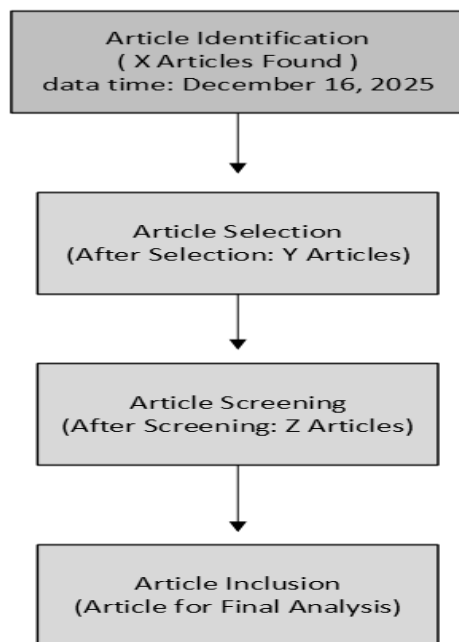 Article Identification
( X Articles Found )
data time: December 16, 2025
Article Selection
(After Selection: Y Articles)
Article Screening
(After Screening: Z Articles)
Article Inclusion
(Article for Final Analysis)